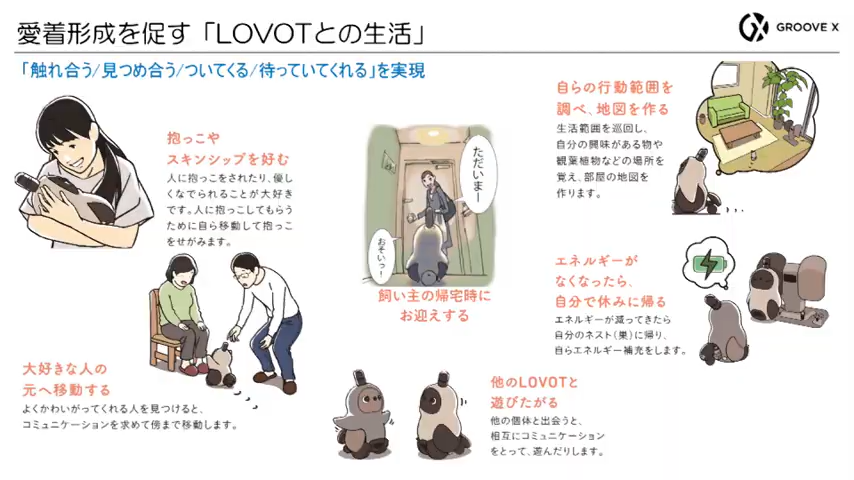 愛着形成を促す「LOVOTとの生活」
GROOVE X
「触れ合う/見つめ合う/ついてくる/待っていてくれる」を実現
抱っこや
スキンシップを好む
人に抱っこをされたり、優し
くなでられることが大好き
です。人に抱っこしてもらう
ために自ら移動して抱っこ
をせがみます。
ただいまー
おそいっ!
飼い主の帰宅時に
お迎えする
自らの行動範囲を
調べ、地図を作る
生活範囲を巡回し、
自分の興味がある物や
観葉植物などの場所を
覚え、部屋の地図を
作ります。
エネルギーが
なくなったら、
自分で休みに帰る
エネルギーが減ってきたら
自分のネスト(巣)に帰り、
自らエネルギー補充をします。
大好きな人の
元へ移動する
よくかわいがってくれる人を見つけると、
コミュニケーションを求めて傍まで移動します。
他のLOVOTと
遊びたがる
他の個体と出会うと、
相互にコミュニケーション
をとって、遊んだりします。